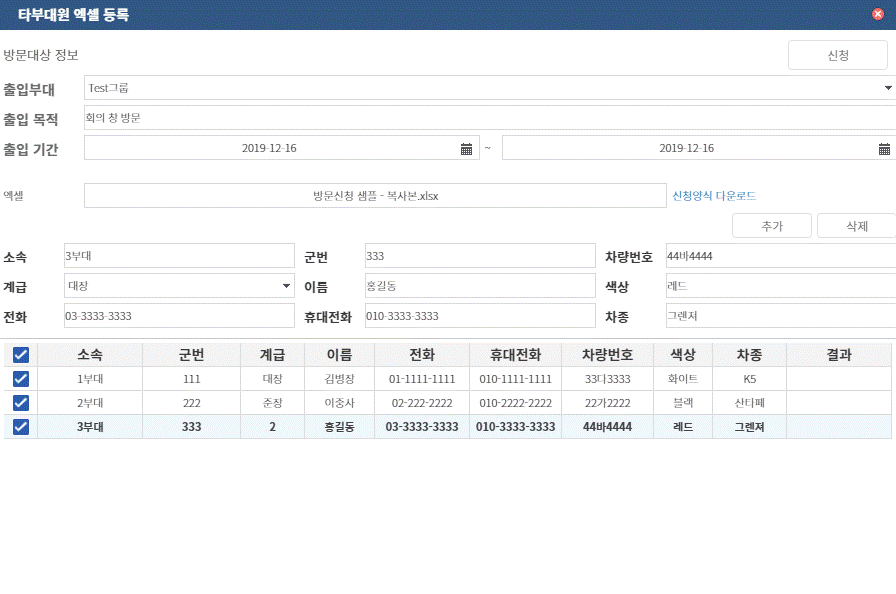 타부대원 엑셀 등록
방문대상 정보 신청
출입부대 Test그룹
출입 목적 회의 창 방문
출입 기간 2019-12-16 ~ 2019-12-16
엑셀 방문신청 샘플 - 복사본.xlsx 신청양식 다운로드
추가 삭제
소속 3부대 군번 333 차량번호 44바4444
계급 대장 이름 홍길동 색상 레드
전화 03-3333-3333 휴대전화 010-3333-3333 차종 그렌져
소속 군번 계급 이름 전화 휴대전화 차량번호 색상 차종 결과
1부대 111 대장 김병장 01-1111-1111 010-1111-1111 33다3333 화이트 K5
2부대 222 준장 이중사 02-222-2222 010-2222-2222 22가2222 블랙 산타페
3부대 333 2 홍길동 03-3333-3333 010-3333-3333 44바4444 레드 그렌져